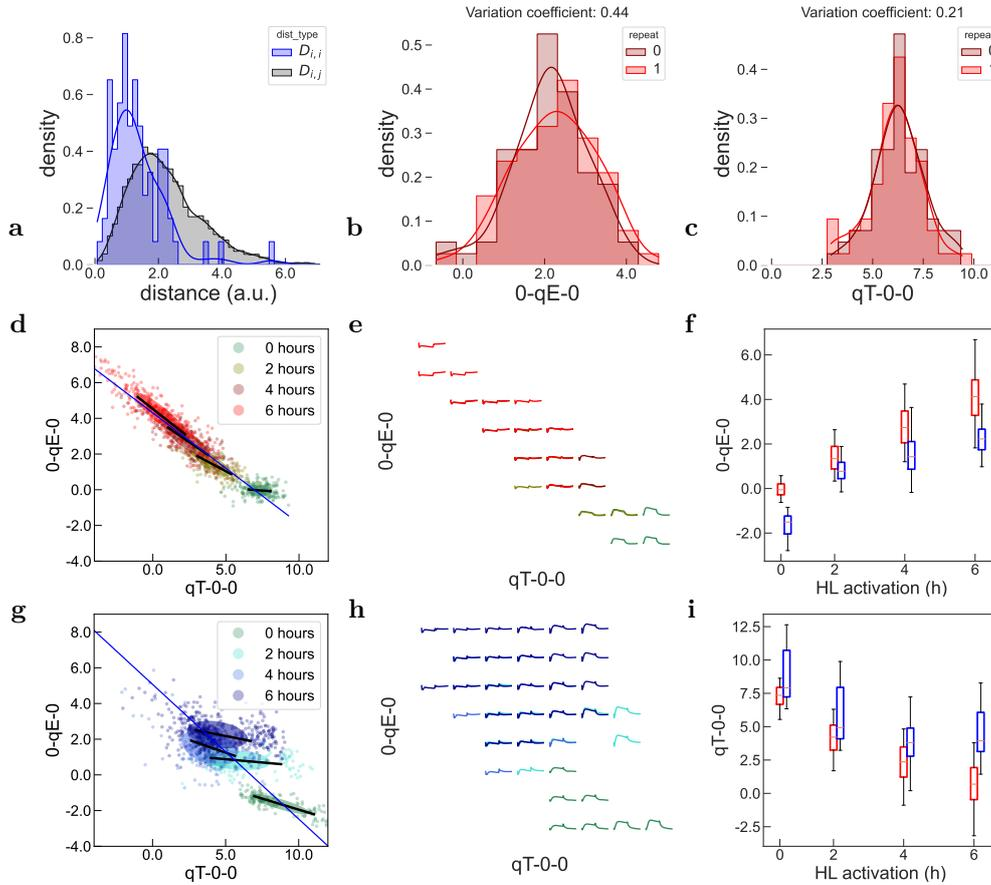 Variation coefficient: 0.44
Variation coefficient: 0.21
a
density
0.8
0.6
0.4
0.2
0.0
0.0 2.0 4.0 6.0
distance (a.u.)
dist_type
D_{i,i}
D_{i,j}
b
density
0.5
0.4
0.3
0.2
0.1
0.0
0.0 2.0 4.0
0-qE-0
repeat
0
1
c
density
0.4
0.3
0.2
0.1
0.0
0.0 2.5 5.0 7.5 10.0
qT-0-0
repeat
d
0-qE-0
8.0
6.0
4.0
2.0
0.0
-2.0
-4.0
0.0 5.0 10.0
qT-0-0
0 hours
2 hours
4 hours
6 hours
e
0-qE-0
qT-0-0
f
0-qE-0
6.0
4.0
2.0
0.0
-2.0
0 2 4 6
HL activation (h)
g
0-qE-0
8.0
6.0
4.0
2.0
0.0
-2.0
-4.0
0.0 5.0 10.0
qT-0-0
0 hours
2 hours
4 hours
6 hours
h
0-qE-0
qT-0-0
i
qT-0-0
12.5
10.0
7.5
5.0
2.5
0.0
-2.5
0 2 4 6
HL activation (h)